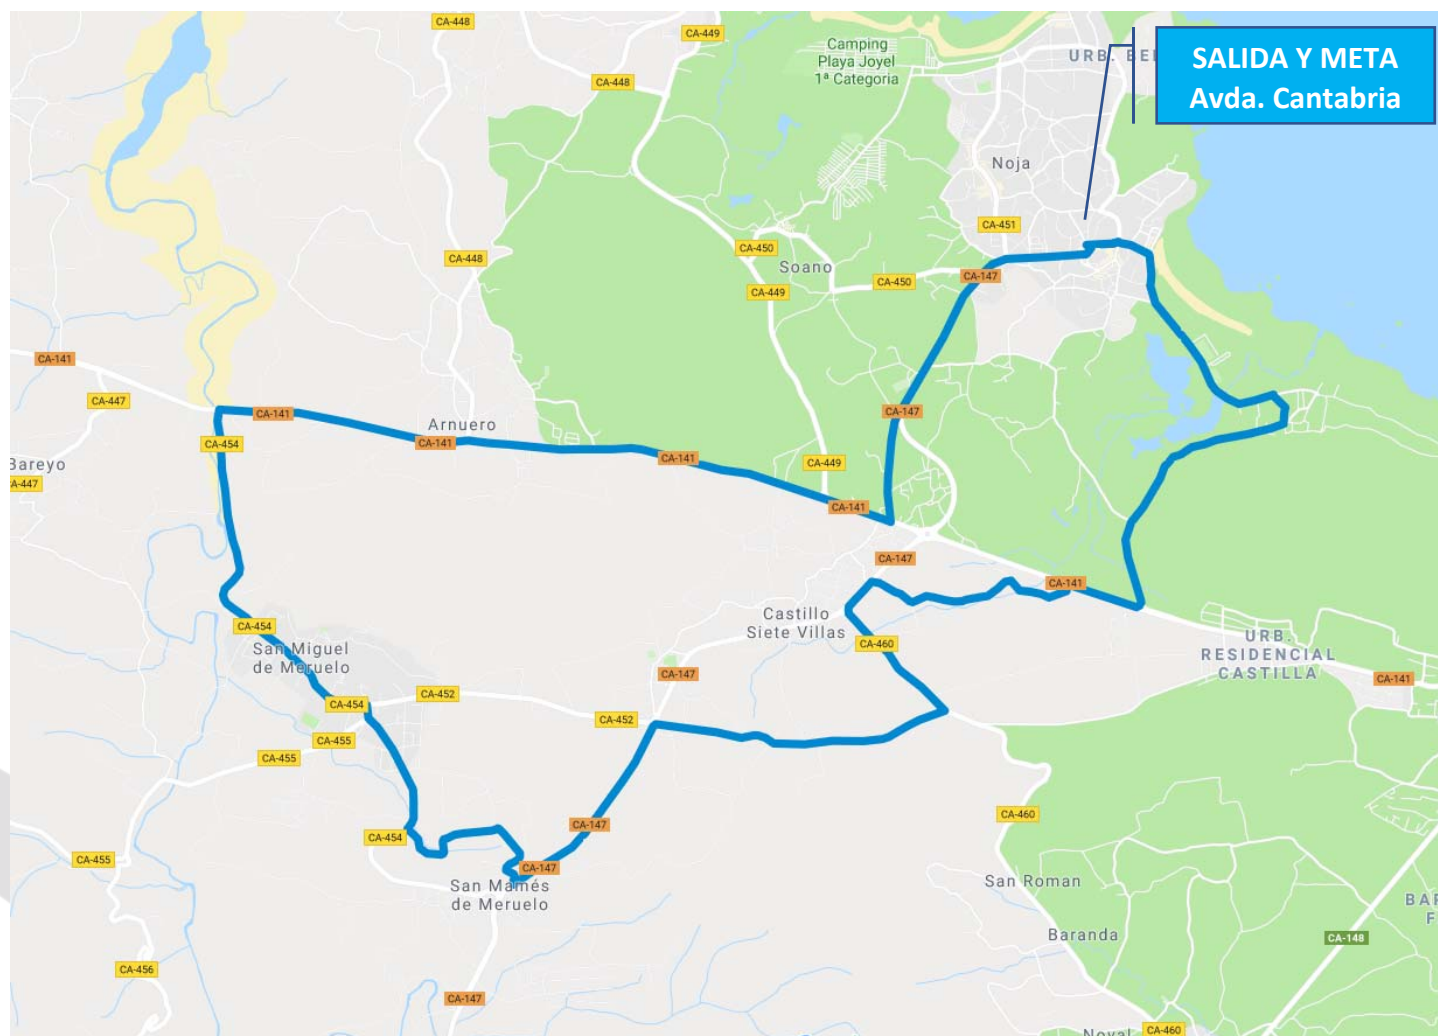 CA-448
CA-449
Camping
Playa Joyel
1ª Categoria
URB. BE
SALIDA Y META
Avda. Cantabria
CA-448
Noja
CA-451
CA-450
CA-448
Soano
CA-147
CA-450
CA-449
CA-141
CA-447
CA-141
CA-147
Arnuero
CA-454
CA-141
CA-141
CA-449
Bareyo
CA-447
CA-141
CA-147
CA-141
Castillo
Siete Villas
CA-454
CA-460
URB.
RESIDENCIAL
CASTILLA
San Miguel
de Meruelo
CA-147
CA-141
CA-452
CA-454
CA-452
CA-455
CA-455
CA-460
CA-147
CA-454
CA-455
CA-147
San Mamés
de Meruelo
San Roman
BAR
F
Baranda
CA-148
CA-456
CA-147
Noval
CA-460